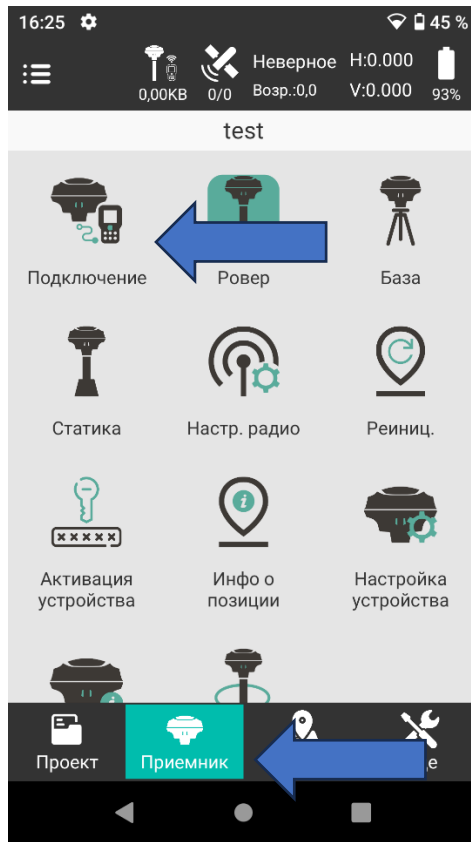 16:25 45 %
Неверное H:0.000
0,00KB 0/0 Возр.:0,0 V:0.000 93%
test
Подключение Ровер База
Статика Настр. радио Реиниц.
Активация Инфо о Настройка
устройства позиции устройства
Проект Приемник